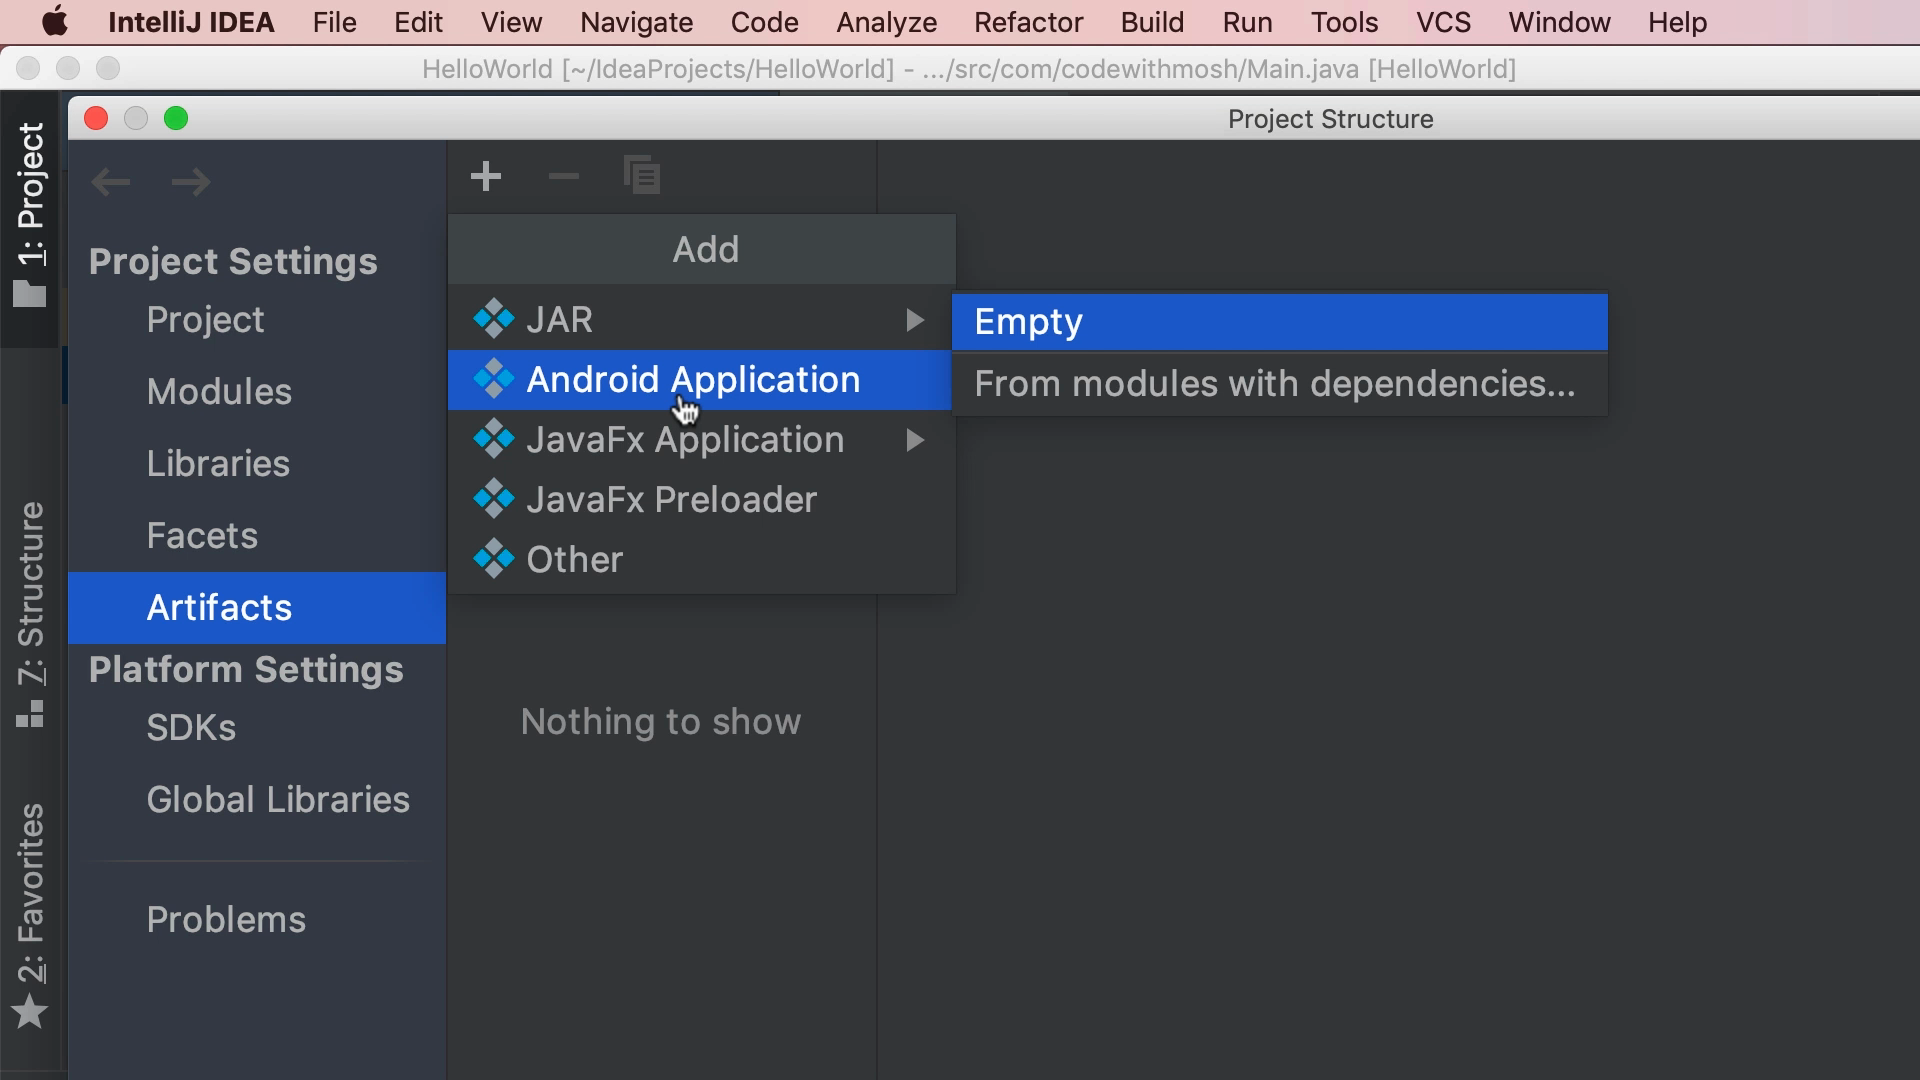 IntelliJ IDEA File Edit View Navigate Code Analyze Refactor Build Run Tools VCS Window Help
HelloWorld [~/IdeaProjects/HelloWorld] - .../src/com/codewithmosh/Main.java [HelloWorld]
Project Structure
1: Project
7: Structure
2: Favorites
Project Settings
Project
Modules
Libraries
Facets
Artifacts
Platform Settings
SDKs
Global Libraries
Problems
Add
JAR
Android Application
JavaFx Application
JavaFx Preloader
Other
Empty
From modules with dependencies...
Nothing to show